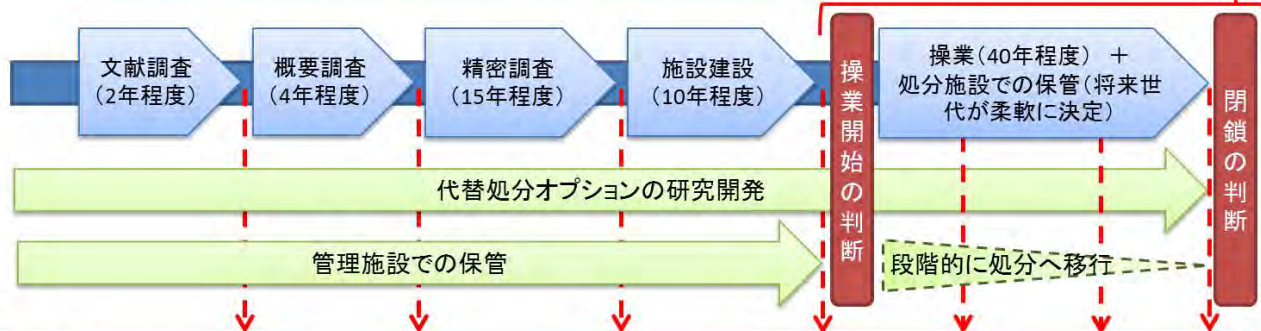 文献調査
(2年程度)
概要調査
(4年程度)
精密調査
(15年程度)
施設建設
(10年程度)
操業開始の判断
操業(40年程度) +
処分施設での保管(将来世
代が柔軟に決定)
閉鎖の判断
代替処分オプションの研究開発
管理施設での保管
段階的に処分へ移行